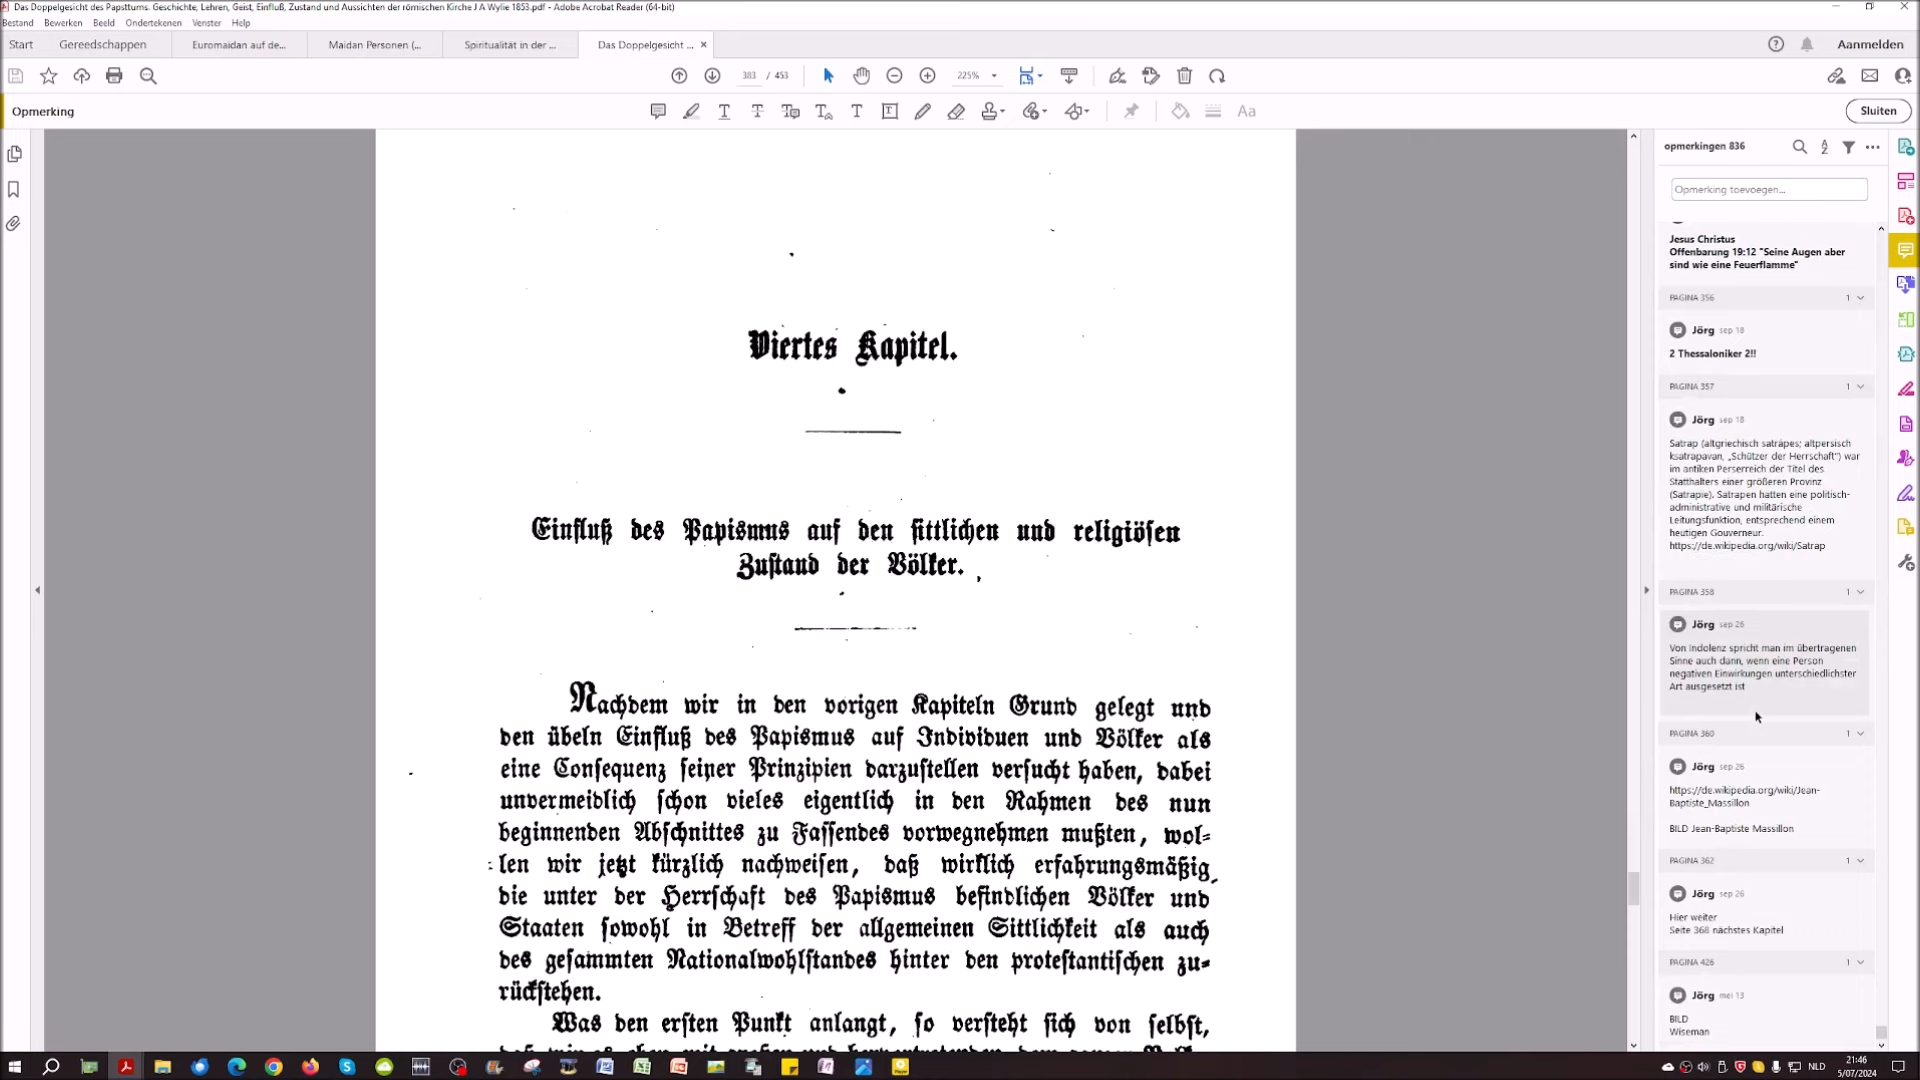 Das Doppelgesicht des Papsttums. Geschichte, Lehren, Geist, Einfluß, Zustand und Aussichten der römischen Kirche J A Wylie 1853.pdf - Adobe Acrobat Reader (64-bit)
Bestand Bewerken Beeld Ondertekenen Venster Help
Start Gereedschappen Euromaidan auf de... Maidan Personen (... Spiritualität in der ... Das Doppelgesicht ... Anmelden
383 / 453 225%
Opmerking Sluiten
Viertes Kapitel.
Einfluß des Papismus auf den sittlichen und religiösen
Zustand der Völker.
Nachdem wir in den vorigen Kapiteln Grund gelegt und
den übeln Einfluß des Papismus auf Individuen und Völker als
eine Consequenz seiner Prinzipien darzustellen versucht haben, dabei
unvermeidlich schon vieles eigentlich in den Rahmen des nun
beginnenden Abschnittes zu Fassendes vorwegnehmen mußten, wol=
len wir jetzt kürzlich nachweisen, daß wirklich erfahrungsmäßig
die unter der Herrschaft des Papismus befindlichen Völker und
Staaten sowohl in Betreff der allgemeinen Sittlichkeit als auch
des gesammten Nationalwohlstandes hinter den protestantischen zu=
rückstehen.
Was den ersten Punkt anlangt, so versteht sich von selbst,
opmerkingen 836
Opmerking toevoegen...
Jesus Christus
Offenbarung 19:12 "Seine Augen aber
sind wie eine Feuerflamme"
PAGINA 356 1
Jörg sep 18
2 Thessaloniker 2!!
PAGINA 357 1
Jörg sep 18
Satrap (altgriechisch satrápes; altpersisch
ksatrapavan, „Schützer der Herrschaft“) war
im antiken Perserreich der Titel des
Statthalters einer größeren Provinz
(Satrapie). Satrapen hatten eine politisch-
administrative und militärische
Leitungsfunktion, entsprechend einem
heutigen Gouverneur.
https://de.wikipedia.org/wiki/Satrap
PAGINA 358 1
Jörg sep 26
Von Indolenz spricht man im übertragenen
Sinne auch dann, wenn eine Person
negativen Einwirkungen unterschiedlichster
Art ausgesetzt ist
PAGINA 360 1
Jörg sep 26
https://de.wikipedia.org/wiki/Jean-
Baptiste_Massillon
BILD Jean-Baptiste Massillon
PAGINA 362 1
Jörg sep 26
Hier weiter
Seite 368 nächstes Kapitel
PAGINA 426 1
Jörg mei 13
BILD
Wiseman
NLD
21:46
5/07/2024